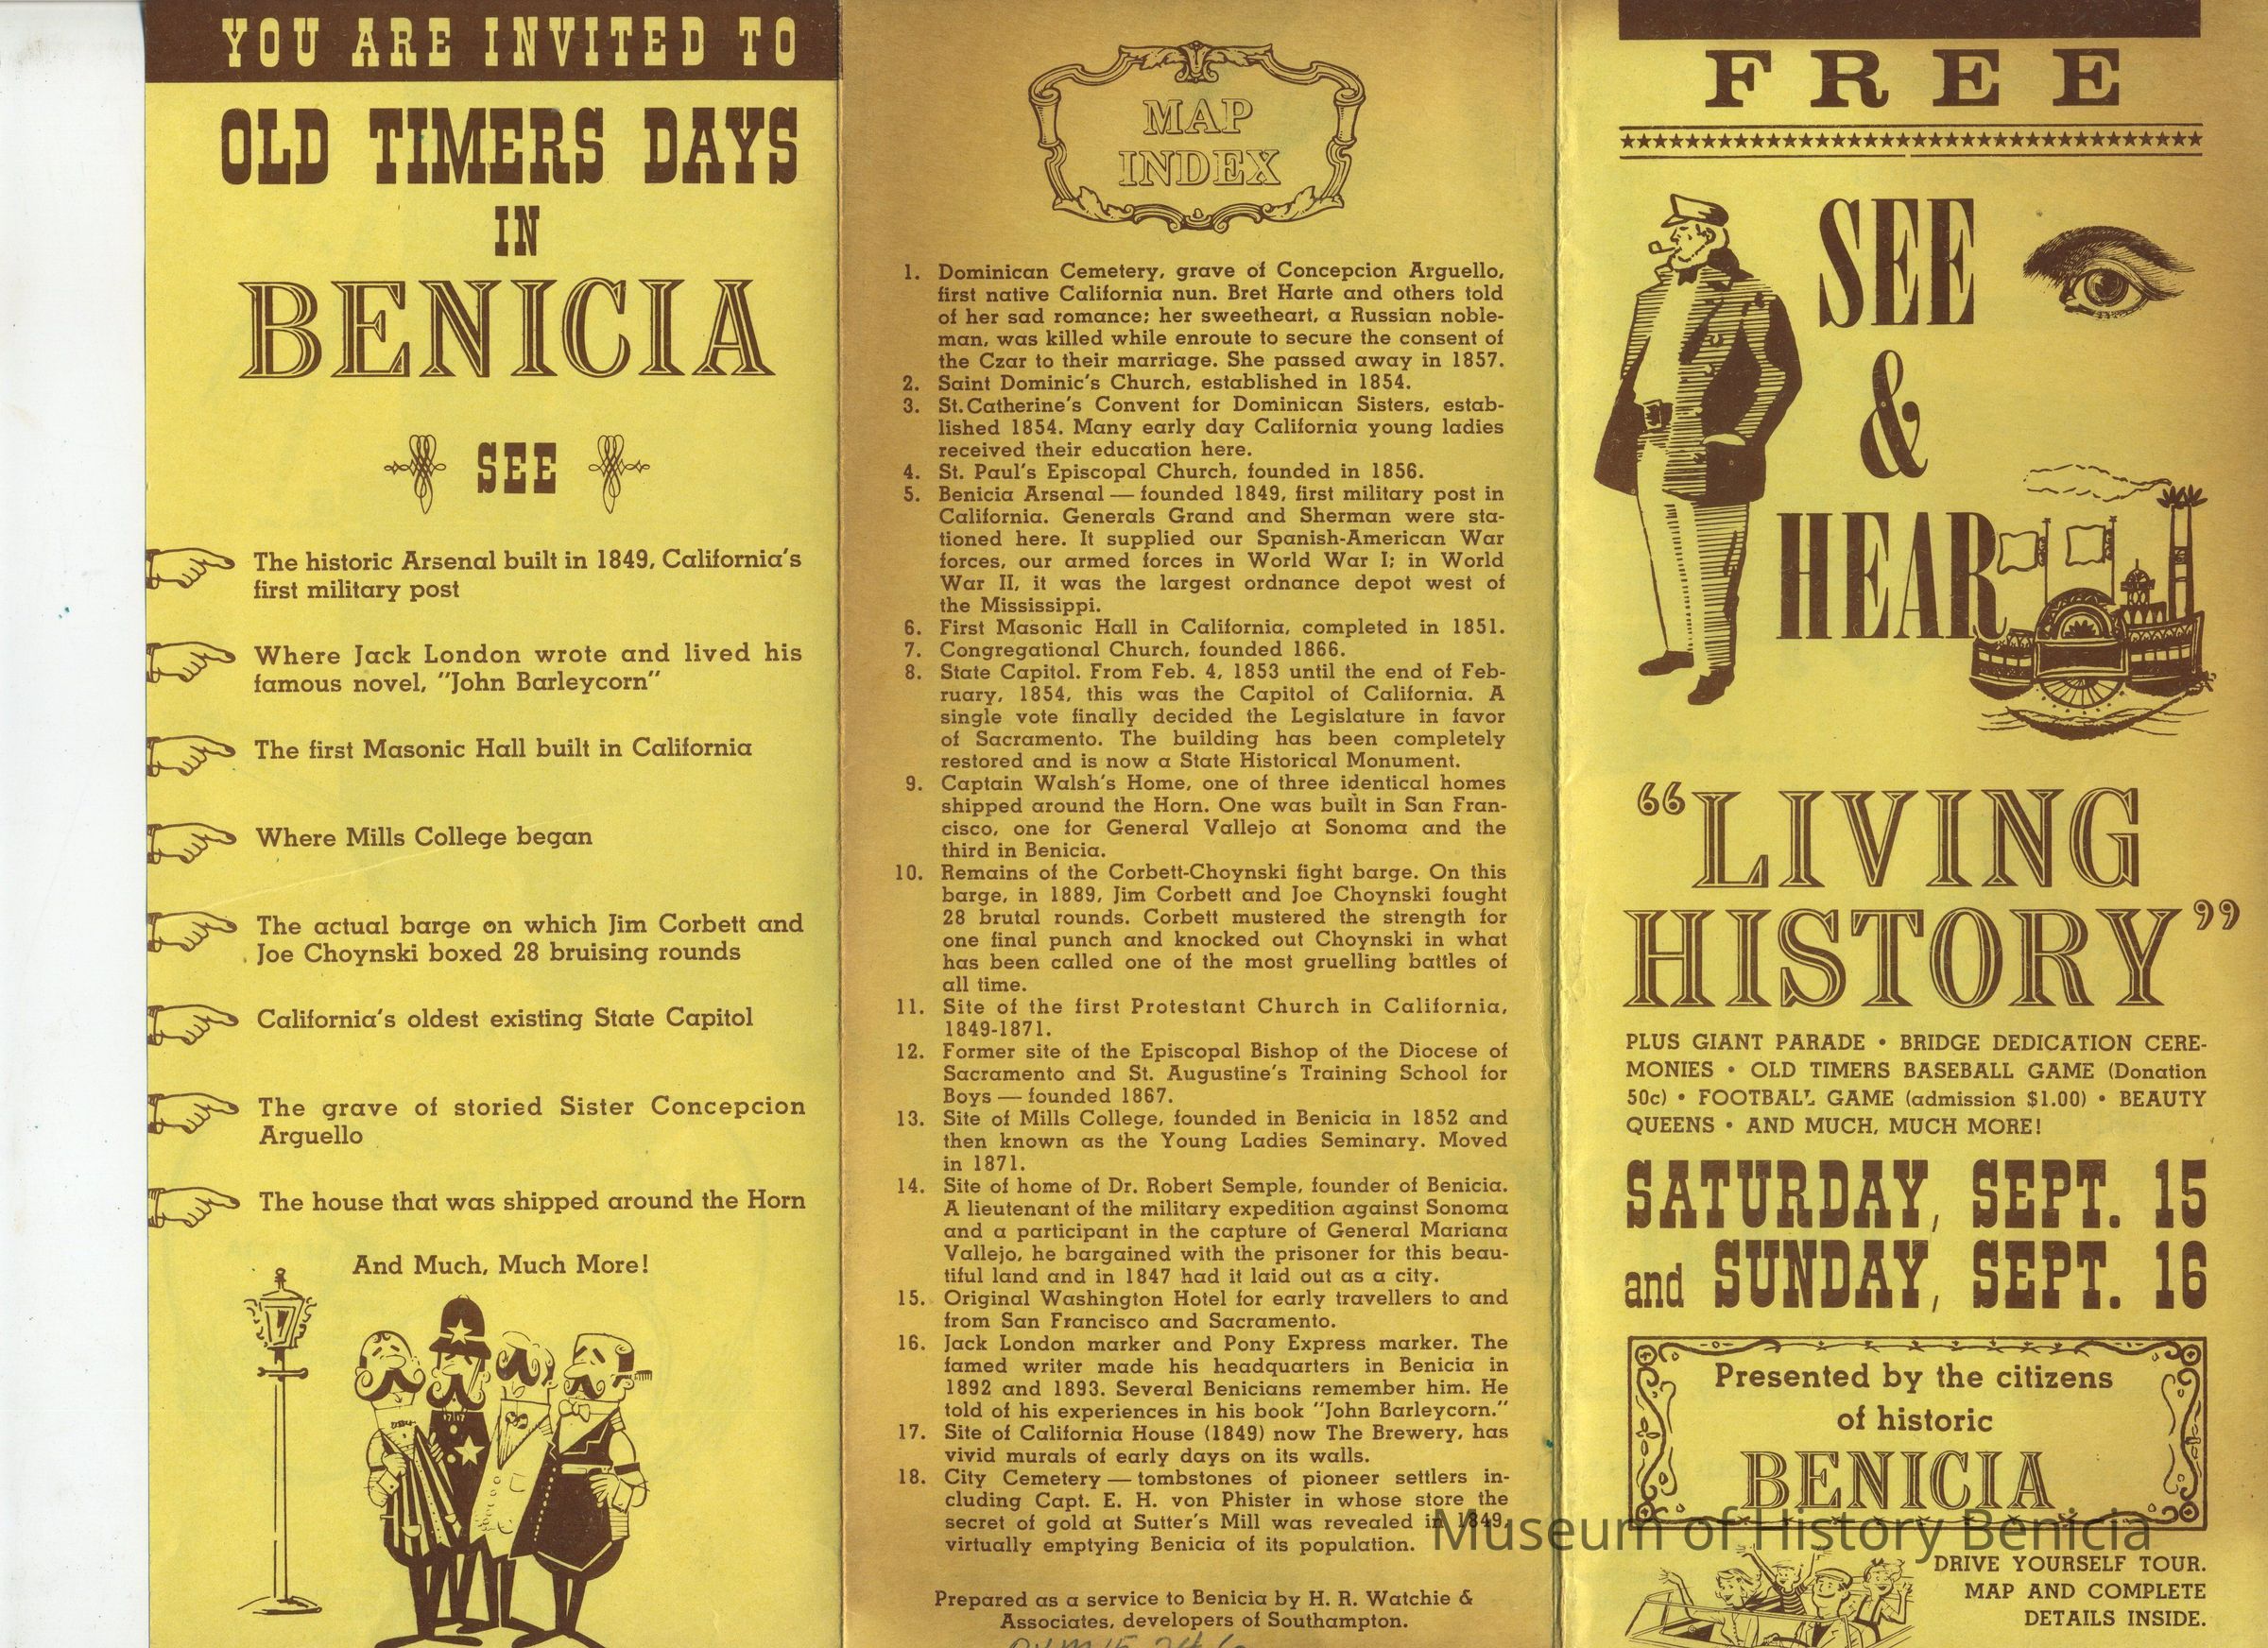 YOU ARE INVITED TO
OLD TIMERS DAYS
IN
BENICIA
SEE
The historic Arsenal built in 1849, California's
first military post
Where Jack London wrote and lived his
famous novel, "John Barleycorn"
The first Masonic Hall built in California
Where Mills College began
The actual barge on which Jim Corbett and
Joe Choynski boxed 28 bruising rounds
California's oldest existing State Capitol
The grave of storied Sister Concepcion
Arguello
The house that was shipped around the Horn
And Much, Much More!
MAP
INDEX
1. Dominican Cemetery, grave of Concepcion Arguello,
first native California nun. Bret Harte and others told
of her sad romance; her sweetheart, a Russian noble-
man, was killed while enroute to secure the consent of
the Czar to their marriage. She passed away in 1857.
2. Saint Dominic's Church, established in 1854.
3. St. Catherine's Convent for Dominican Sisters, estab-
lished 1854. Many early day California young ladies
received their education here.
4. St. Paul's Episcopal Church, founded in 1856.
5. Benicia Arsenal — founded 1849, first military post in
California. Generals Grand and Sherman were sta-
tioned here. It supplied our Spanish-American War
forces, our armed forces in World War I; in World
War II, it was the largest ordnance depot west of
the Mississippi.
6. First Masonic Hall in California, completed in 1851.
7. Congregational Church, founded 1866.
8. State Capitol. From Feb. 4, 1853 until the end of Feb-
ruary, 1854, this was the Capitol of California. A
single vote finally decided the Legislature in favor
of Sacramento. The building has been completely
restored and is now a State Historical Monument.
9. Captain Walsh's Home, one of three identical homes
shipped around the Horn. One was built in San Fran-
cisco, one for General Vallejo at Sonoma and the
third in Benicia.
10. Remains of the Corbett-Choynski fight barge. On this
barge, in 1889, Jim Corbett and Joe Choynski fought
28 brutal rounds. Corbett mustered the strength for
one final punch and knocked out Choynski in what
has been called one of the most gruelling battles of
all time.
11. Site of the first Protestant Church in California,
1849-1871.
12. Former site of the Episcopal Bishop of the Diocese of
Sacramento and St. Augustine's Training School for
Boys — founded 1867.
13. Site of Mills College, founded in Benicia in 1852 and
then known as the Young Ladies Seminary. Moved
in 1871.
14. Site of home of Dr. Robert Semple, founder of Benicia.
A lieutenant of the military expedition against Sonoma
and a participant in the capture of General Mariana
Vallejo, he bargained with the prisoner for this beau-
tiful land and in 1847 had it laid out as a city.
15. Original Washington Hotel for early travellers to and
from San Francisco and Sacramento.
16. Jack London marker and Pony Express marker. The
famed writer made his headquarters in Benicia in
1892 and 1893. Several Benicians remember him. He
told of his experiences in his book "John Barleycorn."
17. Site of California House (1849) now The Brewery, has
vivid murals of early days on its walls.
18. City Cemetery — tombstones of pioneer settlers in-
cluding Capt. E. H. von Phister in whose store the
secret of gold at Sutter's Mill was revealed in 1849,
virtually emptying Benicia of its population.
Prepared as a service to Benicia by H. R. Watchie &
Associates, developers of Southampton.
FREE
SEE
&
HEAR
"LIVING
HISTORY"
PLUS GIANT PARADE • BRIDGE DEDICATION CERE-
MONIES • OLD TIMERS BASEBALL GAME (Donation
50c) • FOOTBALL GAME (admission $1.00) • BEAUTY
QUEENS • AND MUCH, MUCH MORE!
SATURDAY, SEPT. 15
and SUNDAY, SEPT. 16
Presented by the citizens
of historic
BENICIA
Museum of History Benicia
DRIVE YOURSELF TOUR.
MAP AND COMPLETE
DETAILS INSIDE.